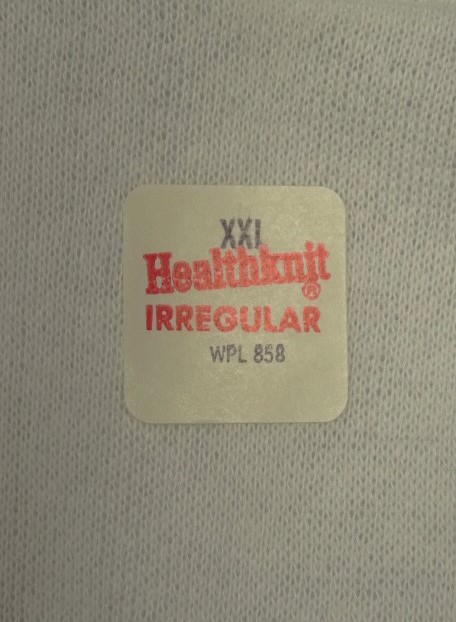 XXL
Healthknit®
IRREGULAR
WPL 858